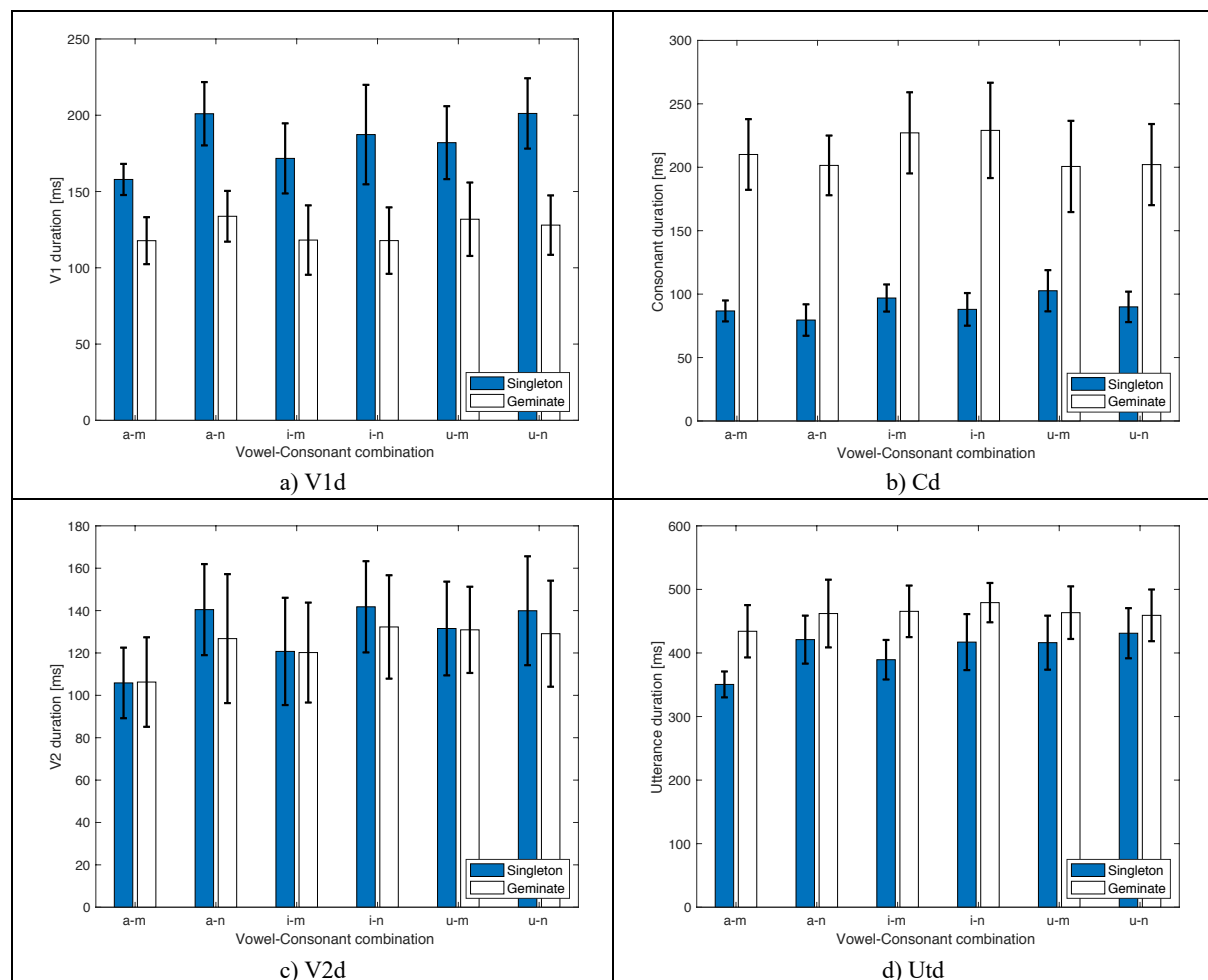 250
200
150
100
50
0
V1 duration [ms]
a-m a-n i-m i-n u-m u-n
Vowel-Consonant combination
Singleton
Geminate
a) V1d
300
250
200
150
100
50
0
Consonant duration [ms]
a-m a-n i-m i-n u-m u-n
Vowel-Consonant combination
Singleton
Geminate
b) Cd
180
160
140
120
100
80
60
40
20
0
V2 duration [ms]
a-m a-n i-m i-n u-m u-n
Vowel-Consonant combination
Singleton
Geminate
c) V2d
600
500
400
300
200
100
0
Utterance duration [ms]
a-m a-n i-m i-n u-m u-n
Vowel-Consonant combination
Singleton
Geminate
d) Utd